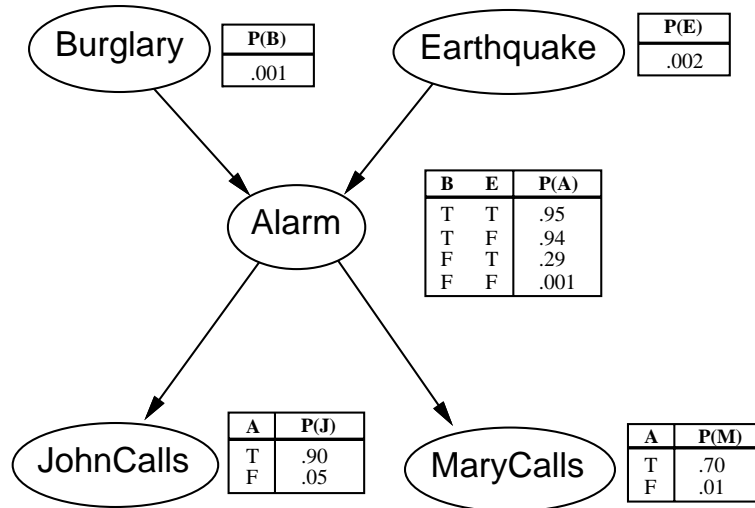 Burglary
P(B)
.001
Earthquake
P(E)
.002
Alarm
B E P(A)
T T .95
T F .94
F T .29
F F .001
JohnCalls
A P(J)
T .90
F .05
MaryCalls
A P(M)
T .70
F .01